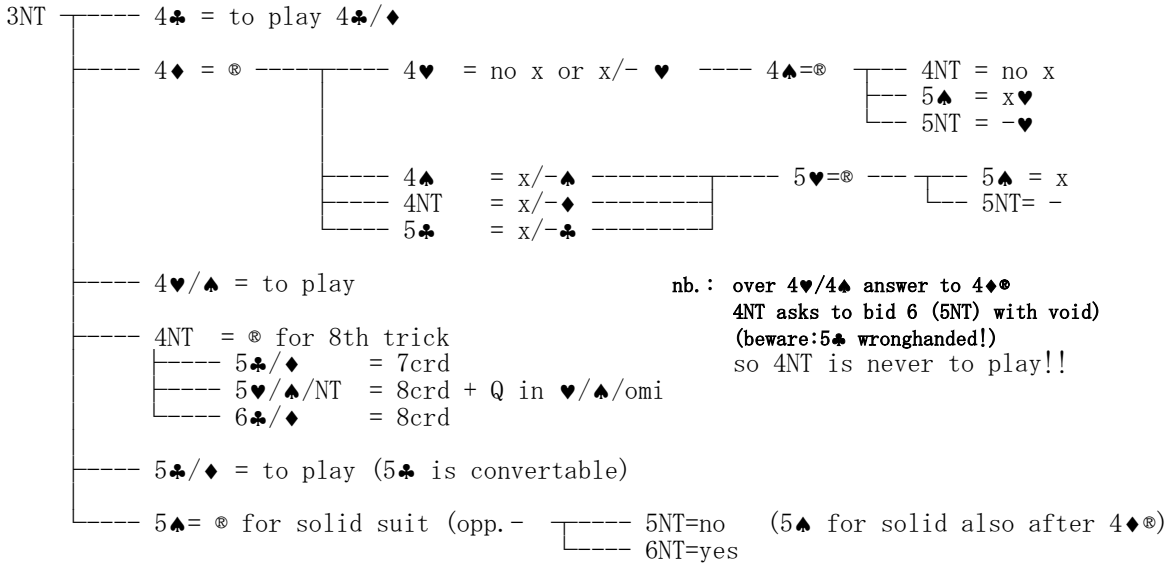 3NT 4♣ = to play 4♣/♦
4♦ = ® 4♥ = no x or x/- ♥ 4♠=® 4NT = no x
5♠ = x♥
5NT = -♥
4♠ = x/-♠ 5♥=® 5♠ = x
4NT = x/-♦ 5NT= -
5♣ = x/-♣
4♥/♠ = to play nb.: over 4♥/4♠ answer to 4♦®
4NT asks to bid 6 (5NT) with void)
4NT = ® for 8th trick (beware:5♣ wronghanded!)
5♣/♦ = 7crd so 4NT is never to play!!
5♥/♠/NT = 8crd + Q in ♥/♠/omi
6♣/♦ = 8crd
5♣/♦ = to play (5♣ is convertable)
5♠= ® for solid suit (opp.- 5NT=no (5♠ for solid also after 4♦®)
6NT=yes